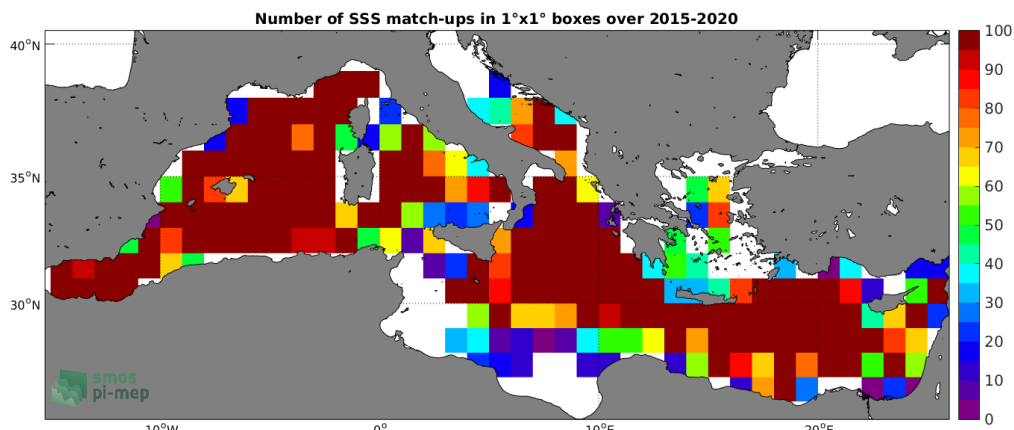 Number of SSS match-ups in 1°x1° boxes over 2015-2020
40°N
35°N
30°N
10°W
0°
10°E
20°E
100
90
80
70
60
50
40
30
20
10
0
smos
pi-mep